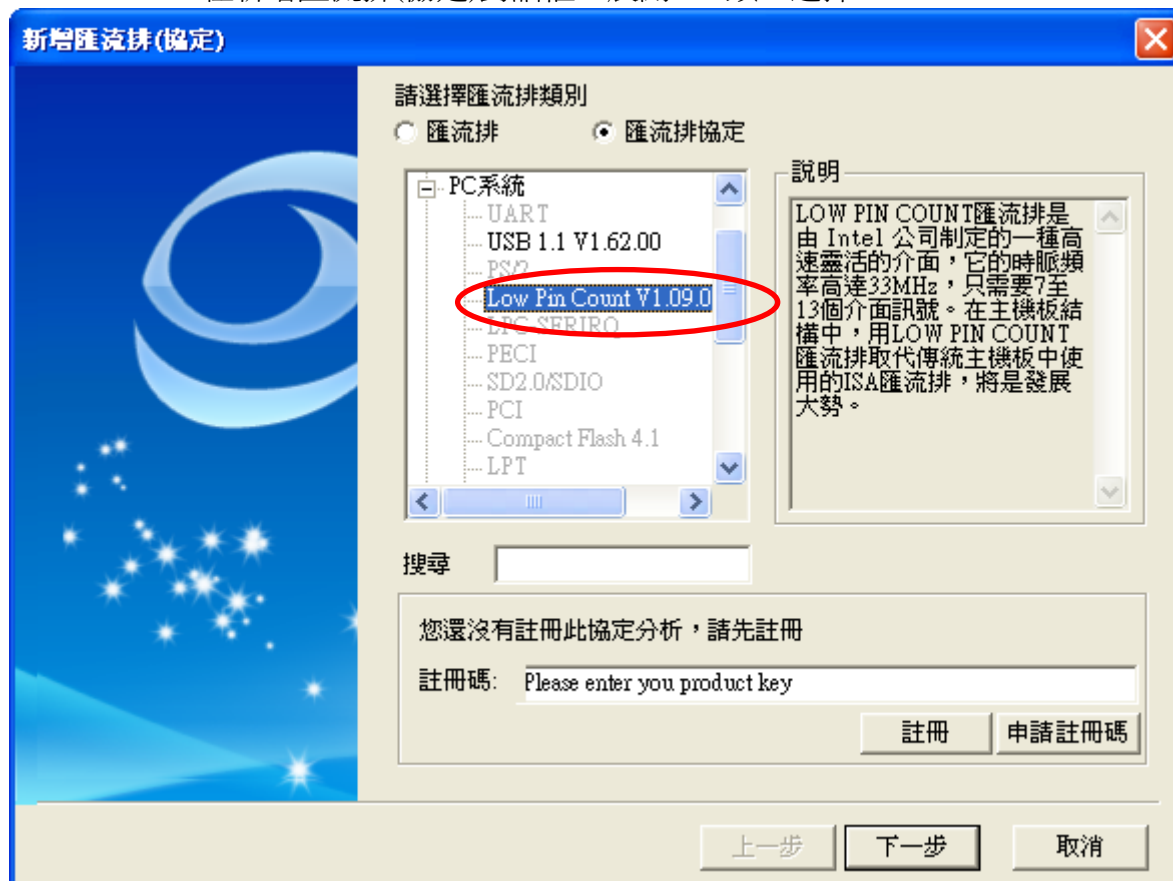 新增匯流排(協定)
請選擇匯流排類別
匯流排
匯流排協定
PC系統
UART
USB 1.1 V1.62.00
PS/2
Low Pin Count V1.09.0
LPC-SERIRQ
PECI
SD2.0/SDIO
PCI
Compact Flash 4.1
LPT
說明
LOW PIN COUNT匯流排是
由 Intel 公司制定的一種高
速靈活的介面，它的時脈頻
率高達33MHz，只需要7至
13個介面訊號。在主機板結
構中，用LOW PIN COUNT
匯流排取代傳統主機板中使
用的ISA匯流排，將是發展
大勢。
搜尋
您還沒有註冊此協定分析，請先註冊
註冊碼:
Please enter you product key
註冊
申請註冊碼
上一步
下一步
取消